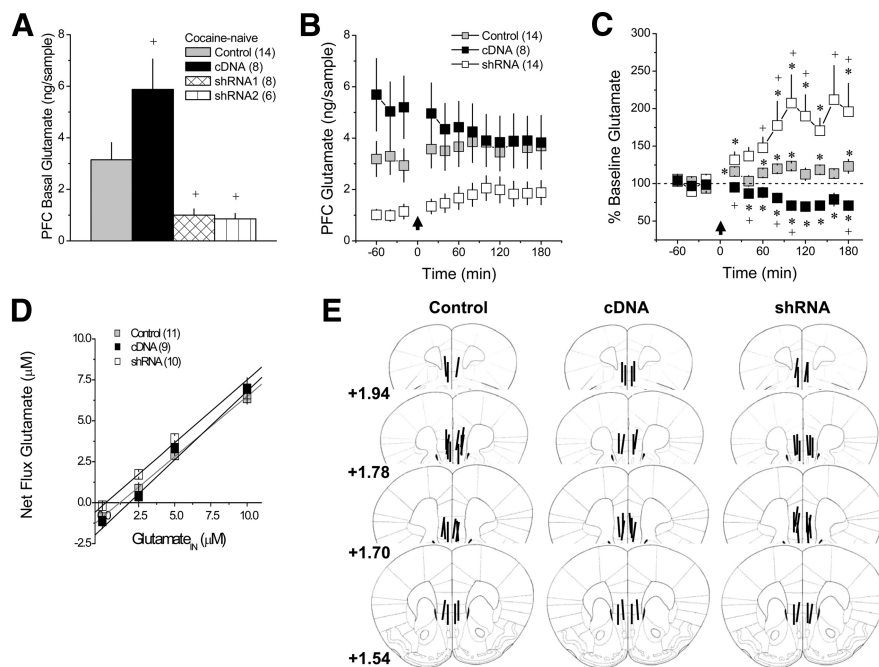 A
Cocaine-naive
Control (14)
cDNA (8)
shRNA1 (8)
shRNA2 (6)
PFC Basal Glutamate (ng/sample)
8
6
4
2
0
+
+
+
B
Control (14)
cDNA (8)
shRNA (14)
PFC Glutamate (ng/sample)
8
6
4
2
0
-60 0 60 120 180
Time (min)
C
% Baseline Glutamate
300
250
200
150
100
50
-60 0 60 120 180
Time (min)
D
Control (11)
cDNA (9)
shRNA (10)
Net Flux Glutamate (μM)
10.0
7.5
5.0
2.5
0.0
-2.5
0.0 2.5 5.0 7.5 10.0
Glutamate IN (μM)
E
Control cDNA shRNA
+1.94
+1.78
+1.70
+1.54